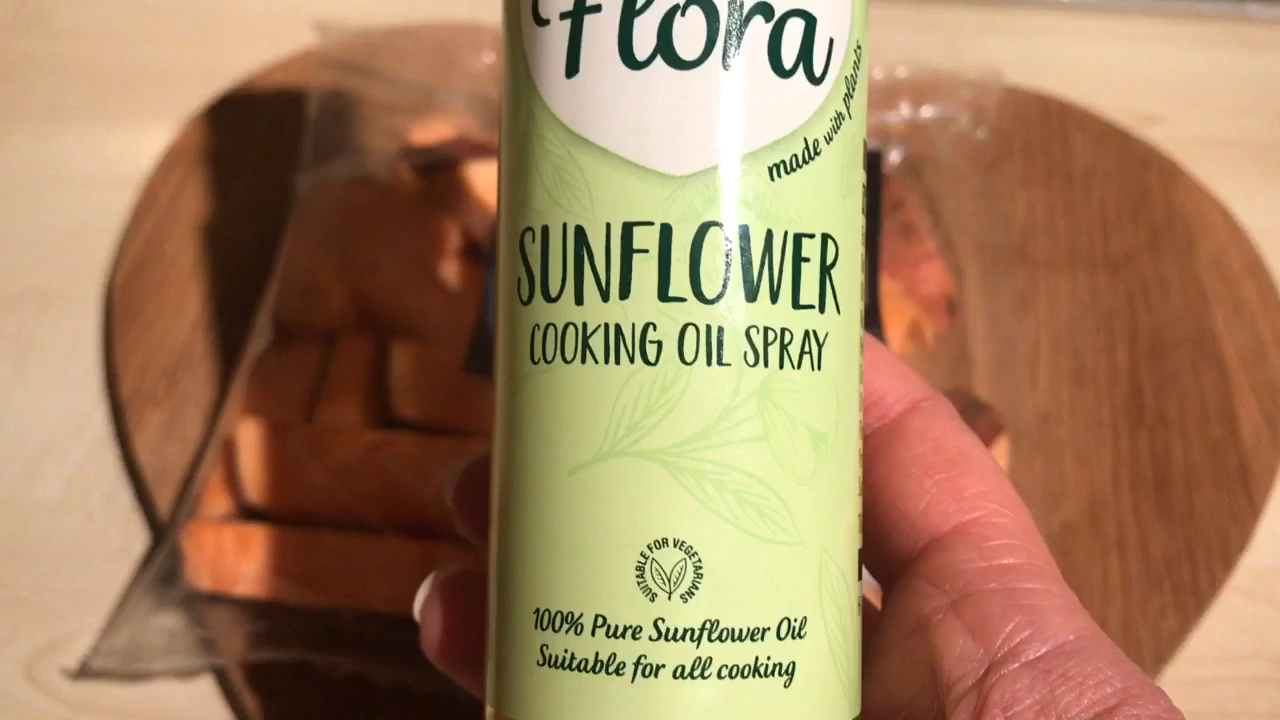 Flora
made with plants
SUNFLOWER
COOKING OIL SPRAY
SUITABLE FOR VEGETARIANS
100% Pure Sunflower Oil
Suitable for all cooking